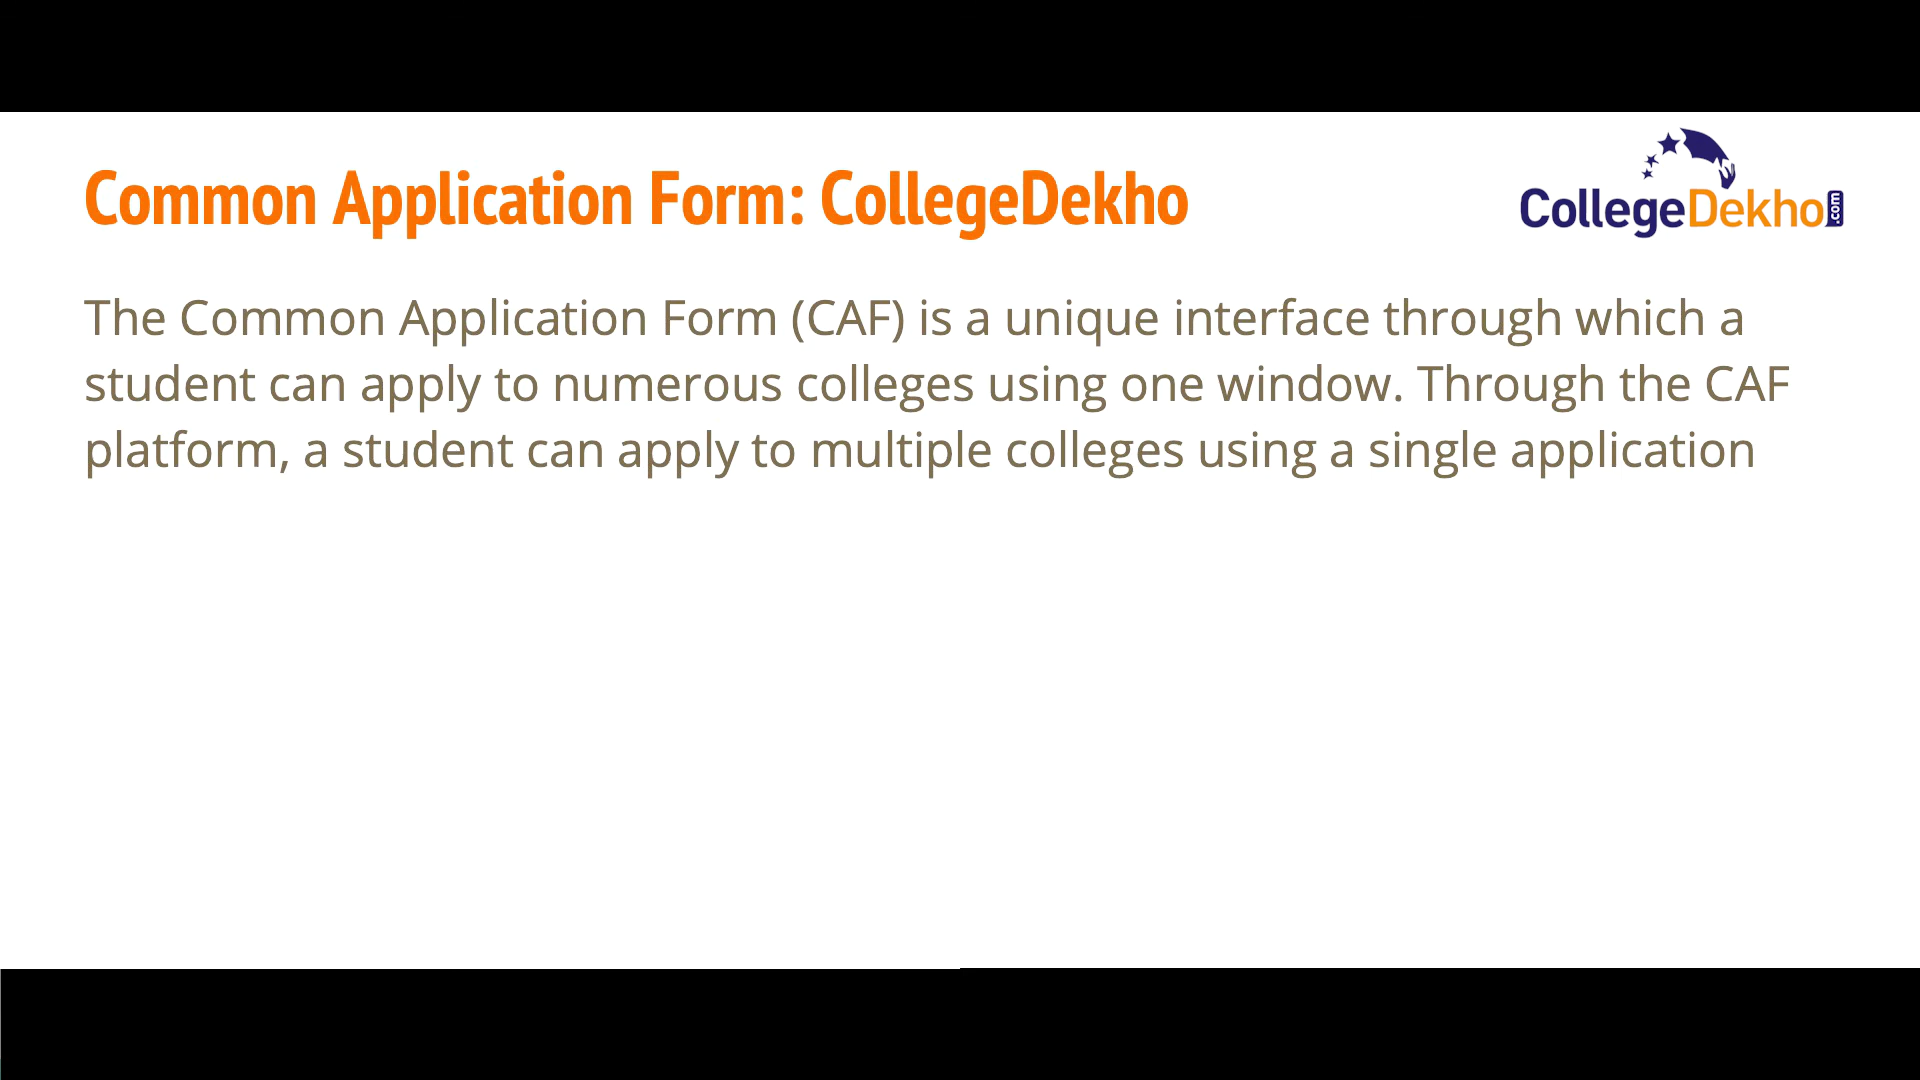 Common Application Form: CollegeDekho
CollegeDekho.com
The Common Application Form (CAF) is a unique interface through which a
student can apply to numerous colleges using one window. Through the CAF
platform, a student can apply to multiple colleges using a single application